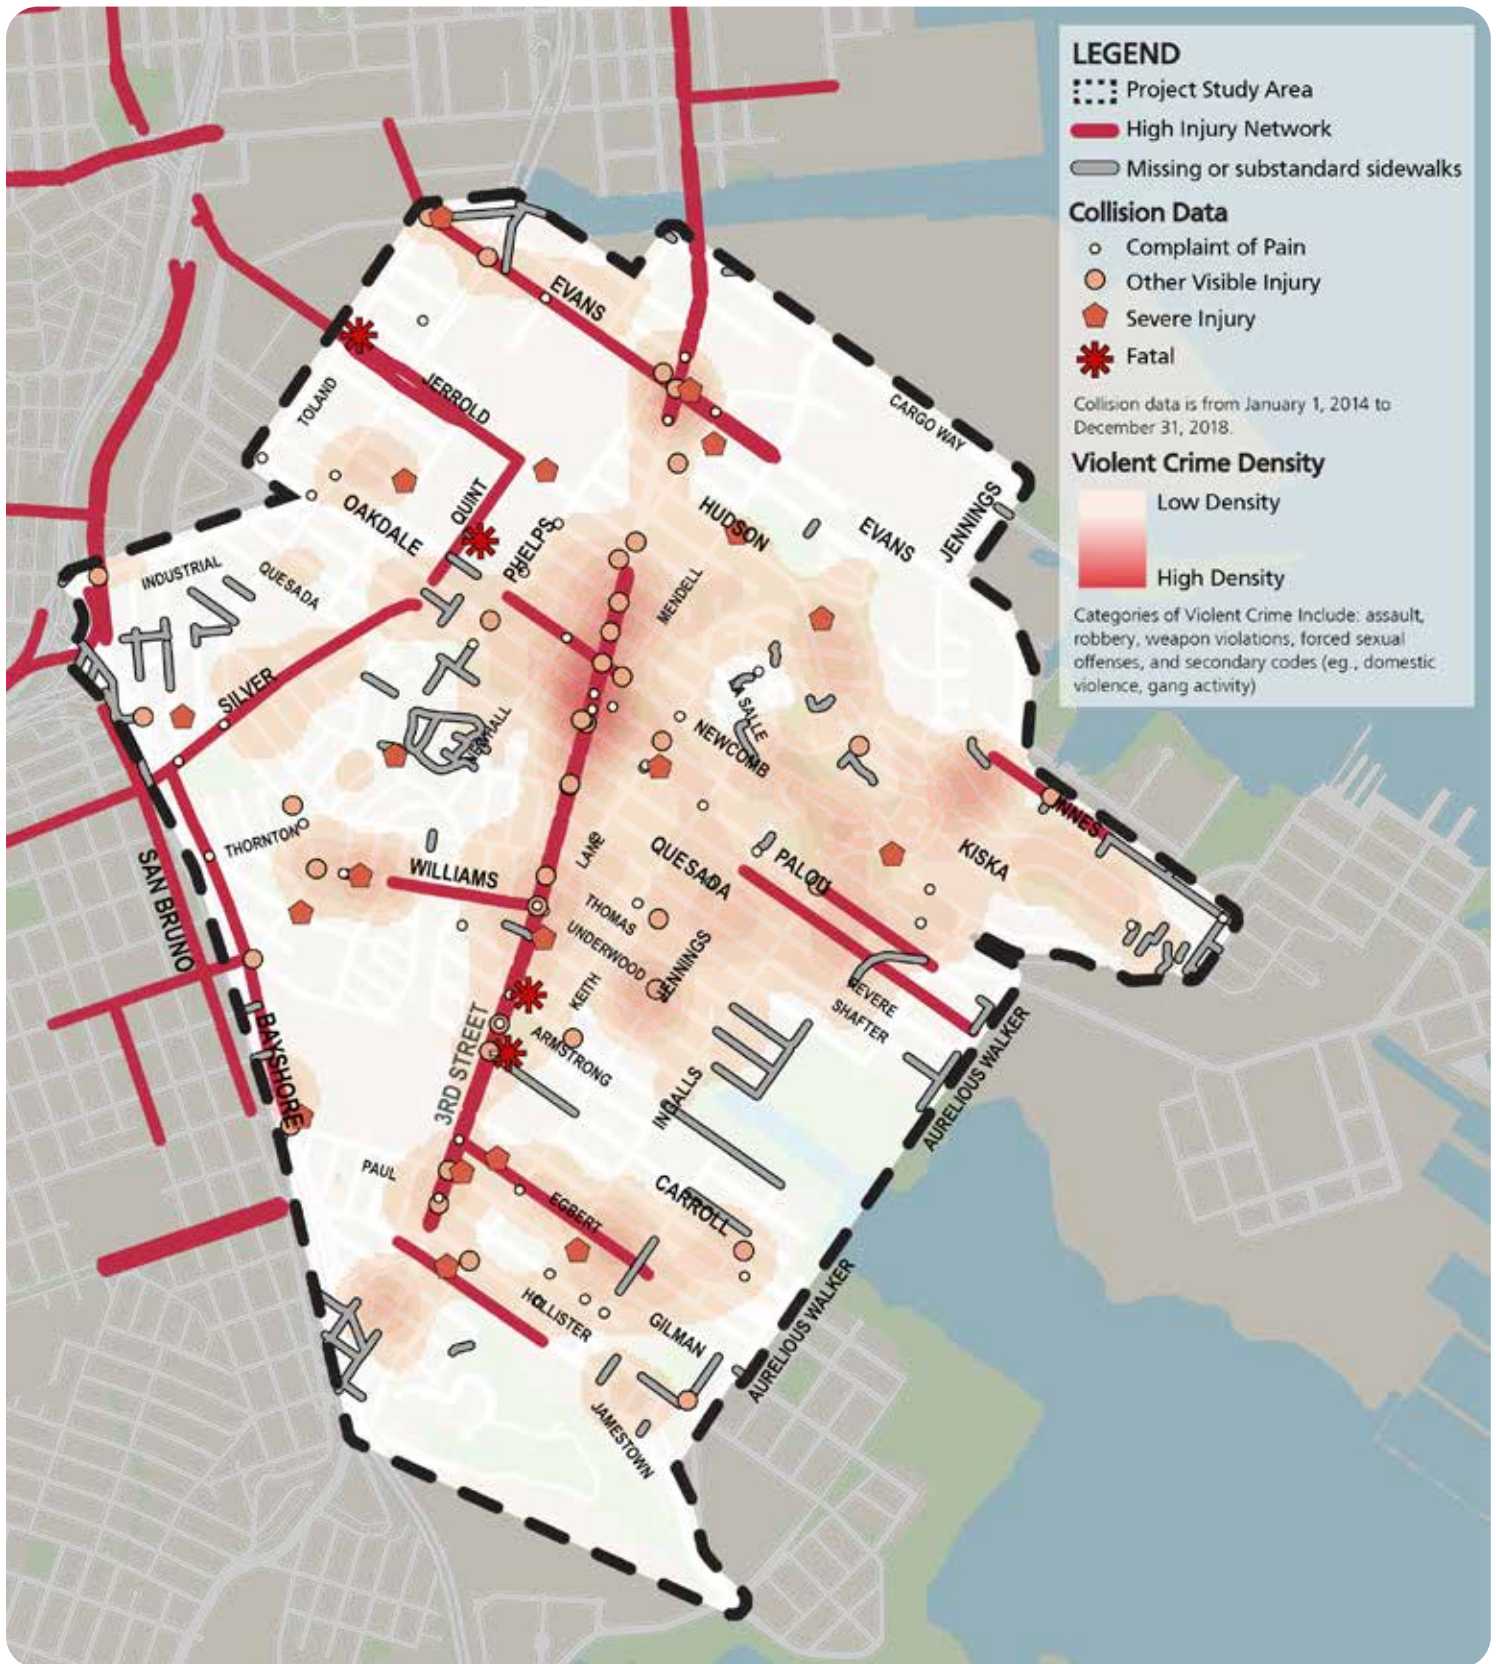 LEGEND
Project Study Area
High Injury Network
Missing or substandard sidewalks
Collision Data
Complaint of Pain
Other Visible Injury
Severe Injury
Fatal
Collision data is from January 1, 2014 to
December 31, 2018.
Violent Crime Density
Low Density
High Density
Categories of Violent Crime Include: assault,
robbery, weapon violations, forced sexual
offenses, and secondary codes (eg., domestic
violence, gang activity)
EVANS
JERROLD
TOLAND
CARGO WAY
OAKDALE
QUINT
PHELPS
HUDSON
EVANS
JENNINGS
INDUSTRIAL
QUESADA
MENDELL
SILVER
LA SALLE
NEWCOMB
INNES
THORNTON
WILLIAMS
LANE
QUESADA
PALOU
KISKA
SAN BRUNO
THOMAS
UNDERWOOD
JENNINGS
KEITH
REVERE
SHAFTER
BAYSHORE
3RD STREET
ARMSTRONG
INGALLS
AURELIOUS WALKER
PAUL
EGBERT
CARROLL
HOLLISTER
GILMAN
AURELIOUS WALKER
JAMESTOWN